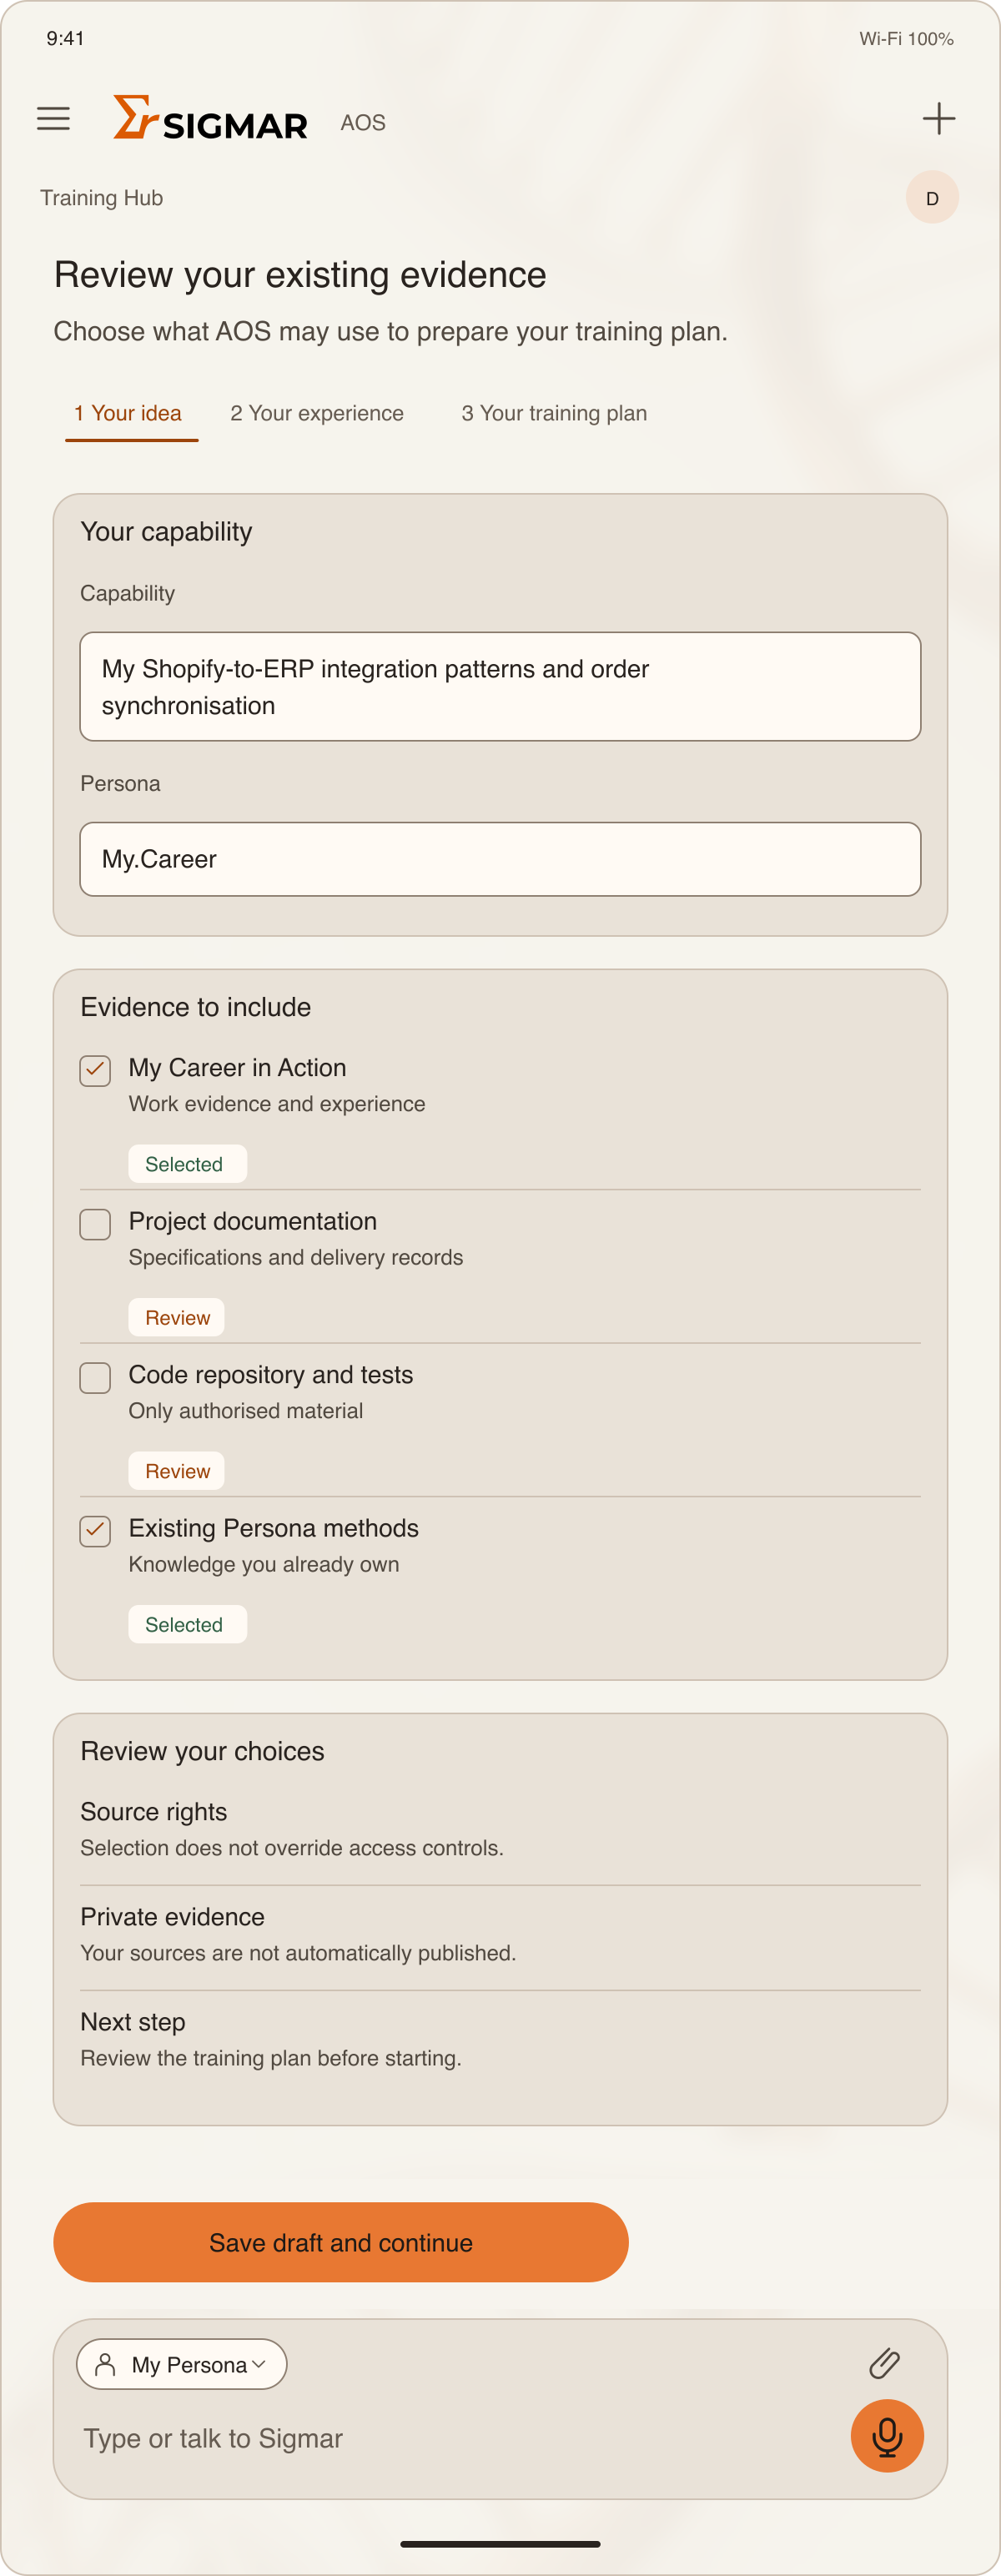 9:41
Wi-Fi 100%
ΣrSIGMAR AOS
Training Hub
D
Review your existing evidence
Choose what AOS may use to prepare your training plan.
1 Your idea
2 Your experience
3 Your training plan
Your capability
Capability
My Shopify-to-ERP integration patterns and order
synchronisation
Persona
My.Career
Evidence to include
My Career in Action
Work evidence and experience
Selected
Project documentation
Specifications and delivery records
Review
Code repository and tests
Only authorised material
Review
Existing Persona methods
Knowledge you already own
Selected
Review your choices
Source rights
Selection does not override access controls.
Private evidence
Your sources are not automatically published.
Next step
Review the training plan before starting.
Save draft and continue
My Persona
Type or talk to Sigmar